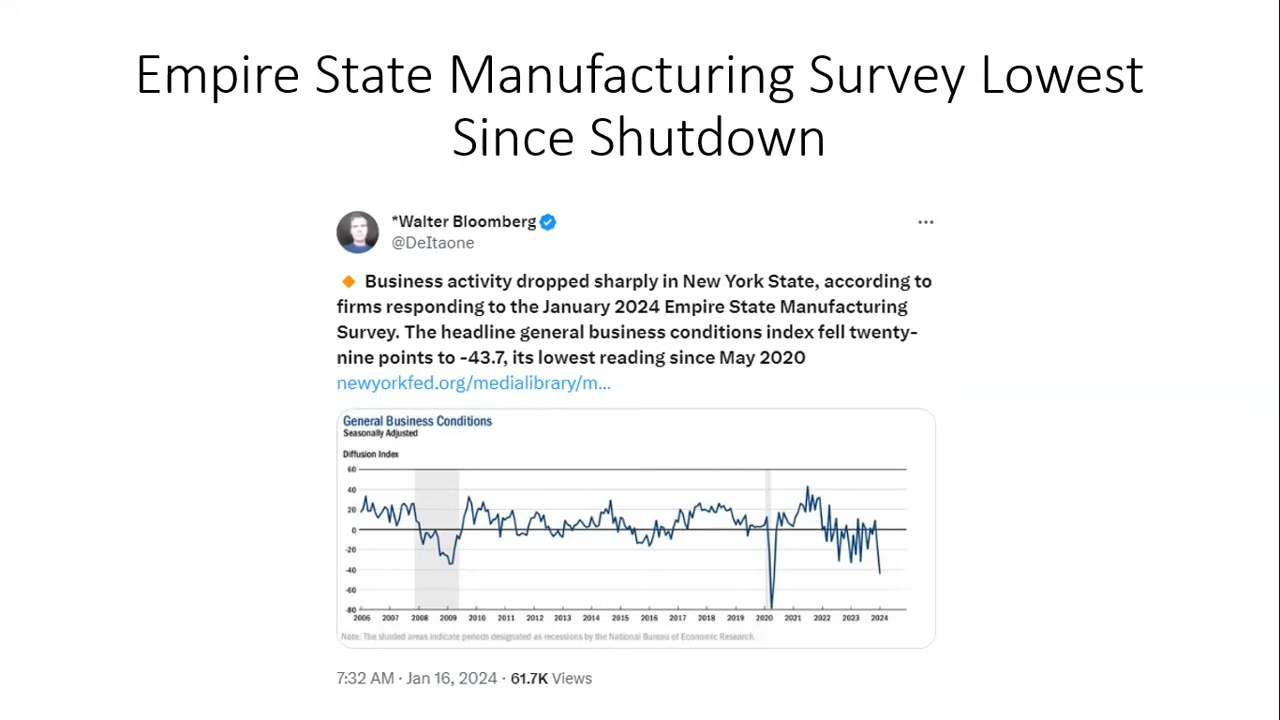 Empire State Manufacturing Survey Lowest
Since Shutdown
*Walter Bloomberg
@DeItaone
🔸 Business activity dropped sharply in New York State, according to
firms responding to the January 2024 Empire State Manufacturing
Survey. The headline general business conditions index fell twenty-
nine points to -43.7, its lowest reading since May 2020
newyorkfed.org/medialibrary/m...
General Business Conditions
Seasonally Adjusted
Diffusion Index
60
40
20
0
-20
-40
-60
-80
2006 2007 2008 2009 2010 2011 2012 2013 2014 2015 2016 2017 2018 2019 2020 2021 2022 2023 2024
Note: The shaded areas indicate periods designated as recessions by the National Bureau of Economic Research.
7:32 AM · Jan 16, 2024 · 61.7K Views